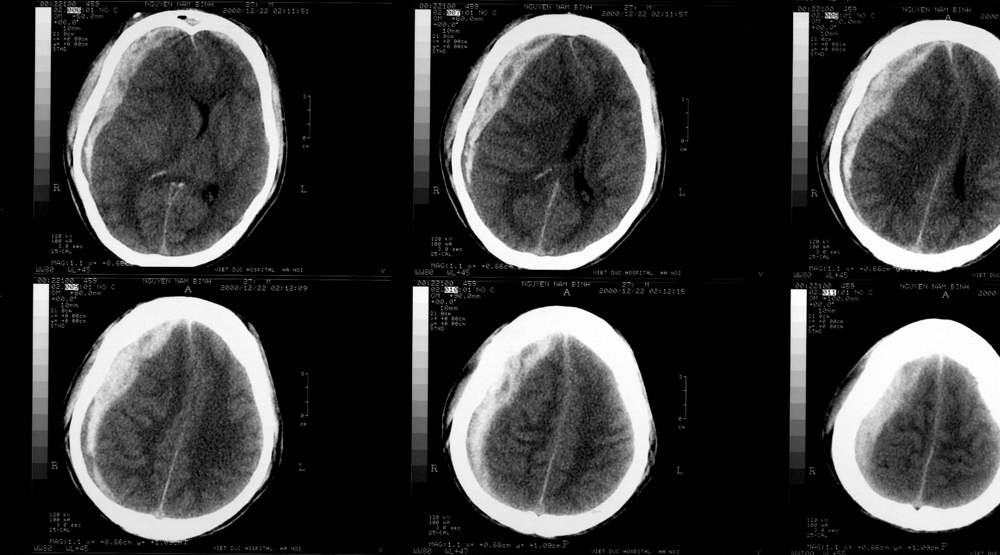 00:22100 459 NGUYEN NAM BINH 27: M
02.006:01 NO C 2000/12/22 02:11:51
OM +50.0mm
+00.0°
10mm
21.0cm
x= +0.00cm
y= +0.00cm
STND
3
0
cm
R
L
120 kV
100 mA
3.0 sec
25-CAL
MAG:1.1 x= +0.66cm
WW80 WL+45 VIET DUC HOSPITAL. HA NOI
00:22100 459 NGUYEN NAM BINH 27: M
02.007:01 NO C 2000/12/22 02:11:57
OM +60.0mm A
+00.0°
10mm
21.0cm
x= +0.00cm
y= +0.00cm
STND
3
0
cm
R
L
120 kV
100 mA
3.0 sec
25-CAL
MAG:1.1 x= +0.66cm
WW80 WL+45 VIET DUC HOSPITAL. HA NOI
00:22100 459 NGUYEN NAM BINH
02.008:01 NO C 2000
OM +70.0mm A
+00.0°
10mm
21.0cm
x= +0.00cm
y= +0.00cm
STND
R
120 kV
100 mA
3.0 sec
25-CAL
MAG:1.1 x= +0.66cm
WW80 WL+45 VIET DUC
00:22100 459 NGUYEN NAM BINH 27: M
02.009:01 NO C 2000/12/22 02:12:09
OM +80.0mm A
+00.0°
10mm
21.0cm
x= +0.00cm
y= +0.00cm
STND
3
0
cm
R
L
120 kV
100 mA
3.0 sec
25-CAL
MAG:1.1 x= +0.66cm y= +1.09cm P
WW80 WL+45 VIET DUC HOSPITAL. HA NOI
00:22100 459 NGUYEN NAM BINH 27: M
02.010:01 NO C 2000/12/22 02:12:15
OM +90.0mm A
+00.0°
10mm
21.0cm
x= +0.00cm
y= +0.00cm
STND
3
0
cm
R
L
120 kV
100 mA
3.0 sec
25-CAL
MAG:1.1 x= +0.66cm y= +1.09cm P
WW80 WL+47 VIET DUC HOSPITAL. HA NOI
00:22100 459 NGUYEN NAM BINH
02.011:01 NO C 2000/
OM +100.0mm A
+00.0°
10mm
21.0cm
x= +0.00cm
y= +0.00cm
STND
R
120 kV
100 mA
3.0 sec
25-CAL
MAG:1.1 x= +0.66cm y= +1.09cm P
WW100 WL+55 VIET DUC